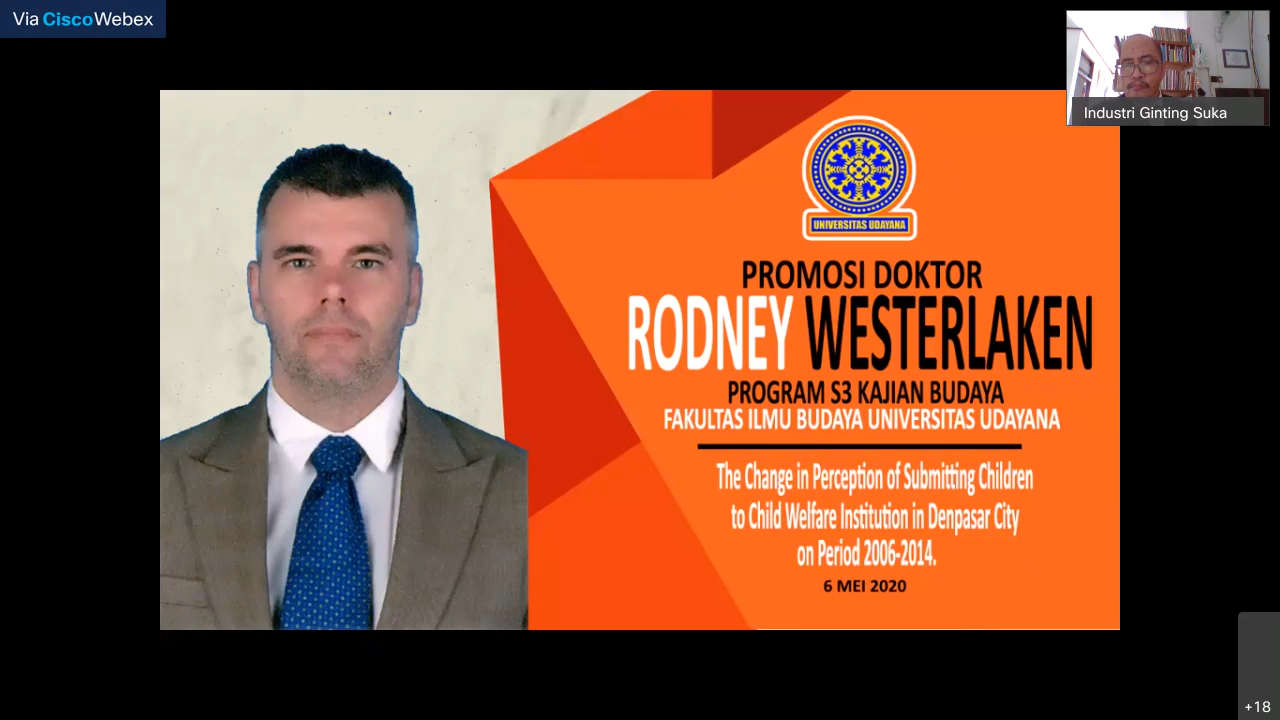 Via CiscoWebex
Industri Ginting Suka
UNIVERSITAS UDAYANA
PROMOSI DOKTOR
RODNEY WESTERLAKEN
PROGRAM S3 KAJIAN BUDAYA
FAKULTAS ILMU BUDAYA UNIVERSITAS UDAYANA
The Change in Perception of Submitting Children
to Child Welfare Institution in Denpasar City
on Period 2006-2014.
6 MEI 2020
+18